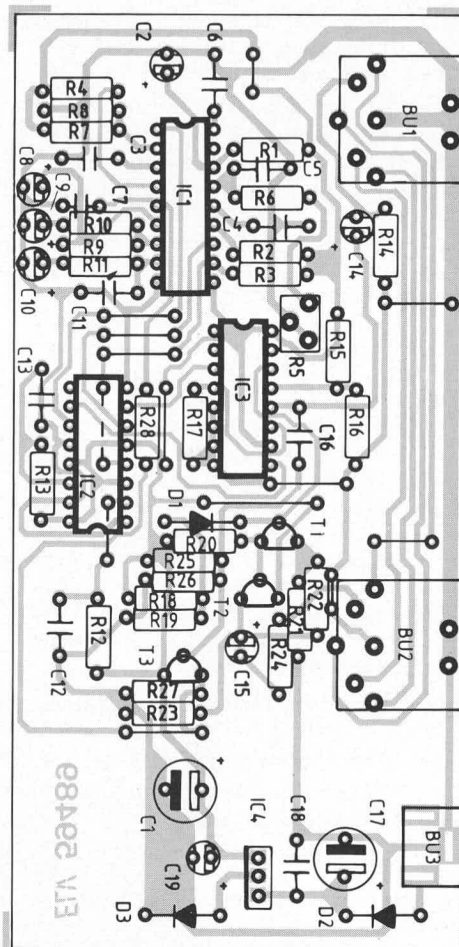 C2
C6
R4
R8
R7
BU1
C3
IC1
R1
C8
C9
C5
C7
R6
R10
C4
R9
R2
R14
R11
R3
C14
C10
C11
R5
R15
C13
IC3
R28
R17
R16
C16
R13
IC2
D1
T1
R20
R25
R26
R22
R18
T2
R19
R21
R12
R24
BU2
C12
T3
C15
R27
R23
ELV 59489
C1
IC4
C18
C17
BU3
C19
D3
D2